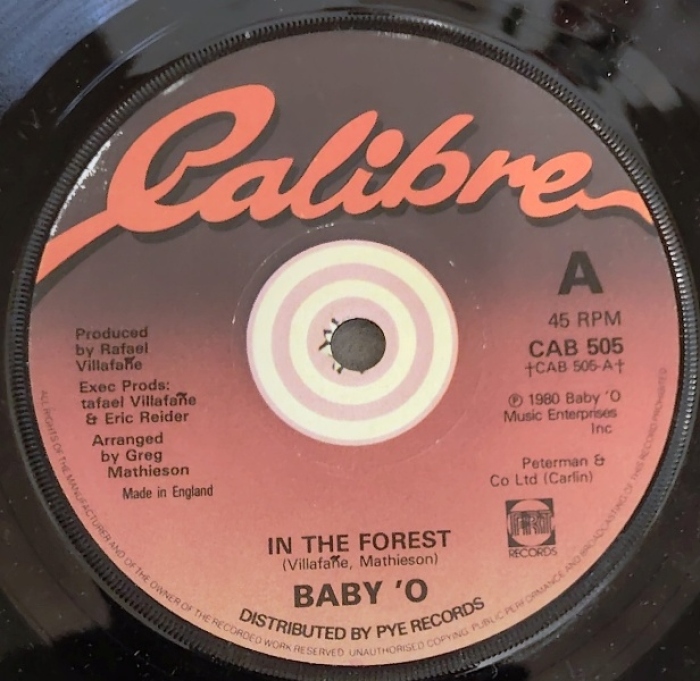 Calibre
A
45 RPM
CAB 505
†CAB 505-A†
℗ 1980 Baby 'O
Music Enterprises
Inc
Peterman &
Co Ltd (Carlin)
PRT
RECORDS
Produced
by Rafael
Villafañe
Exec Prods:
tafael Villafañe
& Eric Reider
Arranged
by Greg
Mathieson
Made in England
IN THE FOREST
(Villafañe, Mathieson)
BABY 'O
DISTRIBUTED BY PYE RECORDS
ALL RIGHTS OF THE MANUFACTURER AND OF THE OWNER OF THE RECORDED WORK RESERVED. UNAUTHORISED COPYING, PUBLIC PERFORMANCE AND BROADCASTING OF THIS RECORD PROHIBITED